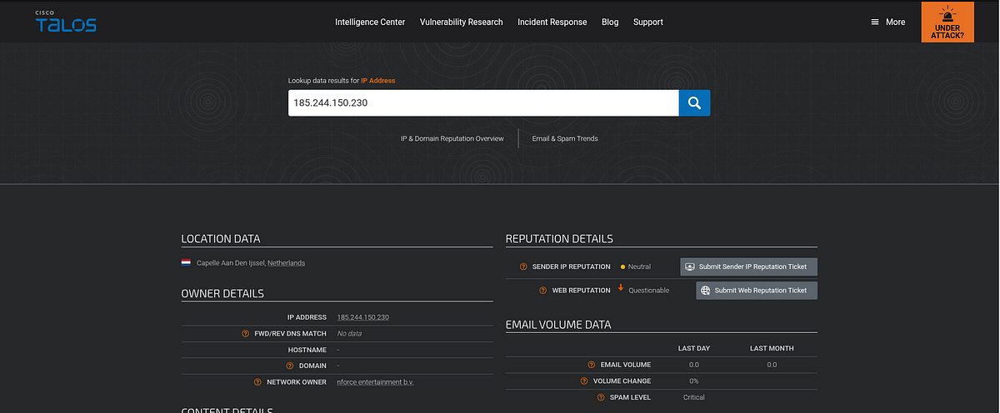 CISCO
TALOS
Intelligence Center Vulnerability Research Incident Response Blog Support
More
UNDER
ATTACK?
Lookup data results for IP Address
185.244.150.230
IP & Domain Reputation Overview
Email & Spam Trends
LOCATION DATA
Capelle Aan Den Ijssel, Netherlands
OWNER DETAILS
IP ADDRESS 185.244.150.230
FWD/REV DNS MATCH No data
HOSTNAME -
DOMAIN -
NETWORK OWNER nforce entertainment b.v.
CONTENT DETAILS
REPUTATION DETAILS
SENDER IP REPUTATION Neutral Submit Sender IP Reputation Ticket
WEB REPUTATION Questionable Submit Web Reputation Ticket
EMAIL VOLUME DATA
LAST DAY LAST MONTH
EMAIL VOLUME 0.0 0.0
VOLUME CHANGE 0%
SPAM LEVEL Critical